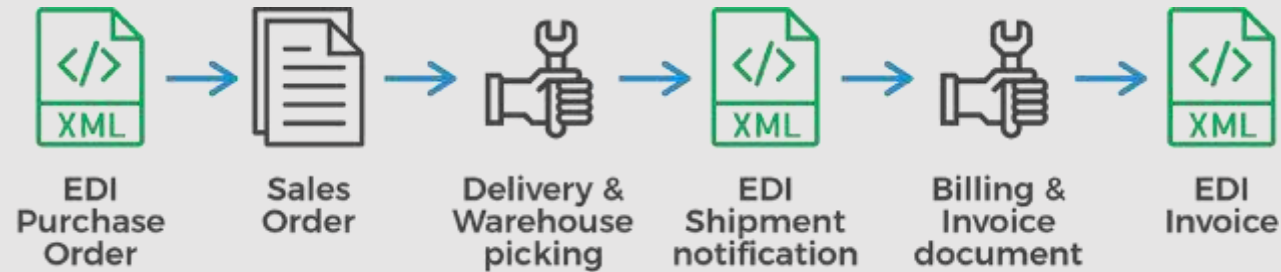 </>
XML
</>
XML
</>
XML
EDI
Purchase
Order
Sales
Order
Delivery &
Warehouse
picking
EDI
Shipment
notification
Billing &
Invoice
document
EDI
Invoice